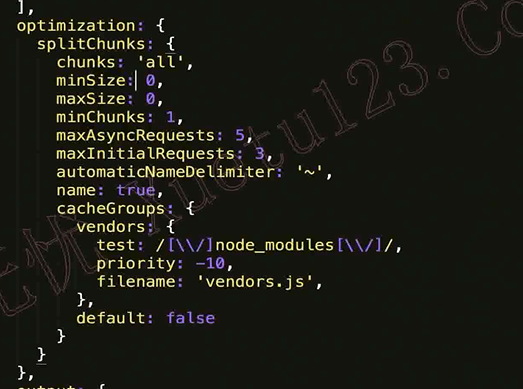 ],
optimization: {
splitChunks: {
chunks: 'all',
minSize: 0,
maxSize: 0,
minChunks: 1,
maxAsyncRequests: 5,
maxInitialRequests: 3,
automaticNameDelimiter: '~',
name: true,
cacheGroups: {
vendors: {
test: /[\\/]node_modules[\\/]/,
priority: -10,
filename: 'vendors.js',
},
default: false
}
}
},
output: {